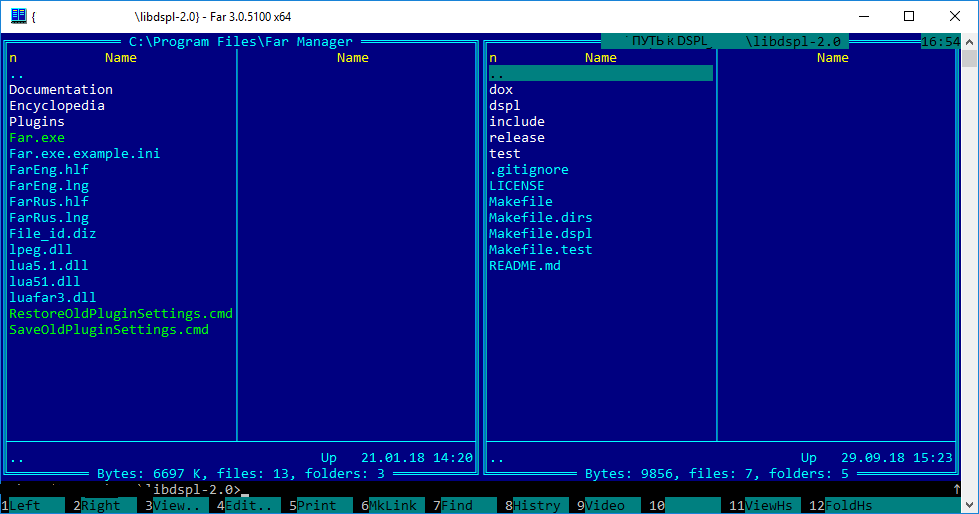 { \libdspl-2.0} - Far 3.0.5100 x64
C:\Program Files\Far Manager
n Name Name
..
Documentation
Encyclopedia
Plugins
Far.exe
Far.exe.example.ini
FarEng.hlf
FarEng.lng
FarRus.hlf
FarRus.lng
File_id.diz
lpeg.dll
lua5.1.dll
lua51.dll
luafar3.dll
RestoreOldPluginSettings.cmd
SaveOldPluginSettings.cmd
.. Up 21.01.18 14:20
Bytes: 6697 K, files: 13, folders: 3
ПУТЬ к DSPL \libdspl-2.0 16:54
n Name Name
..
dox
dspl
include
release
test
.gitignore
LICENSE
Makefile
Makefile.dirs
Makefile.dspl
Makefile.test
README.md
.. Up 29.09.18 15:23
Bytes: 9856, files: 7, folders: 5
\libdspl-2.0>_
1Left 2Right 3View.. 4Edit.. 5Print 6MkLink 7Find 8Histry 9Video 10 11ViewHs 12FoldHs